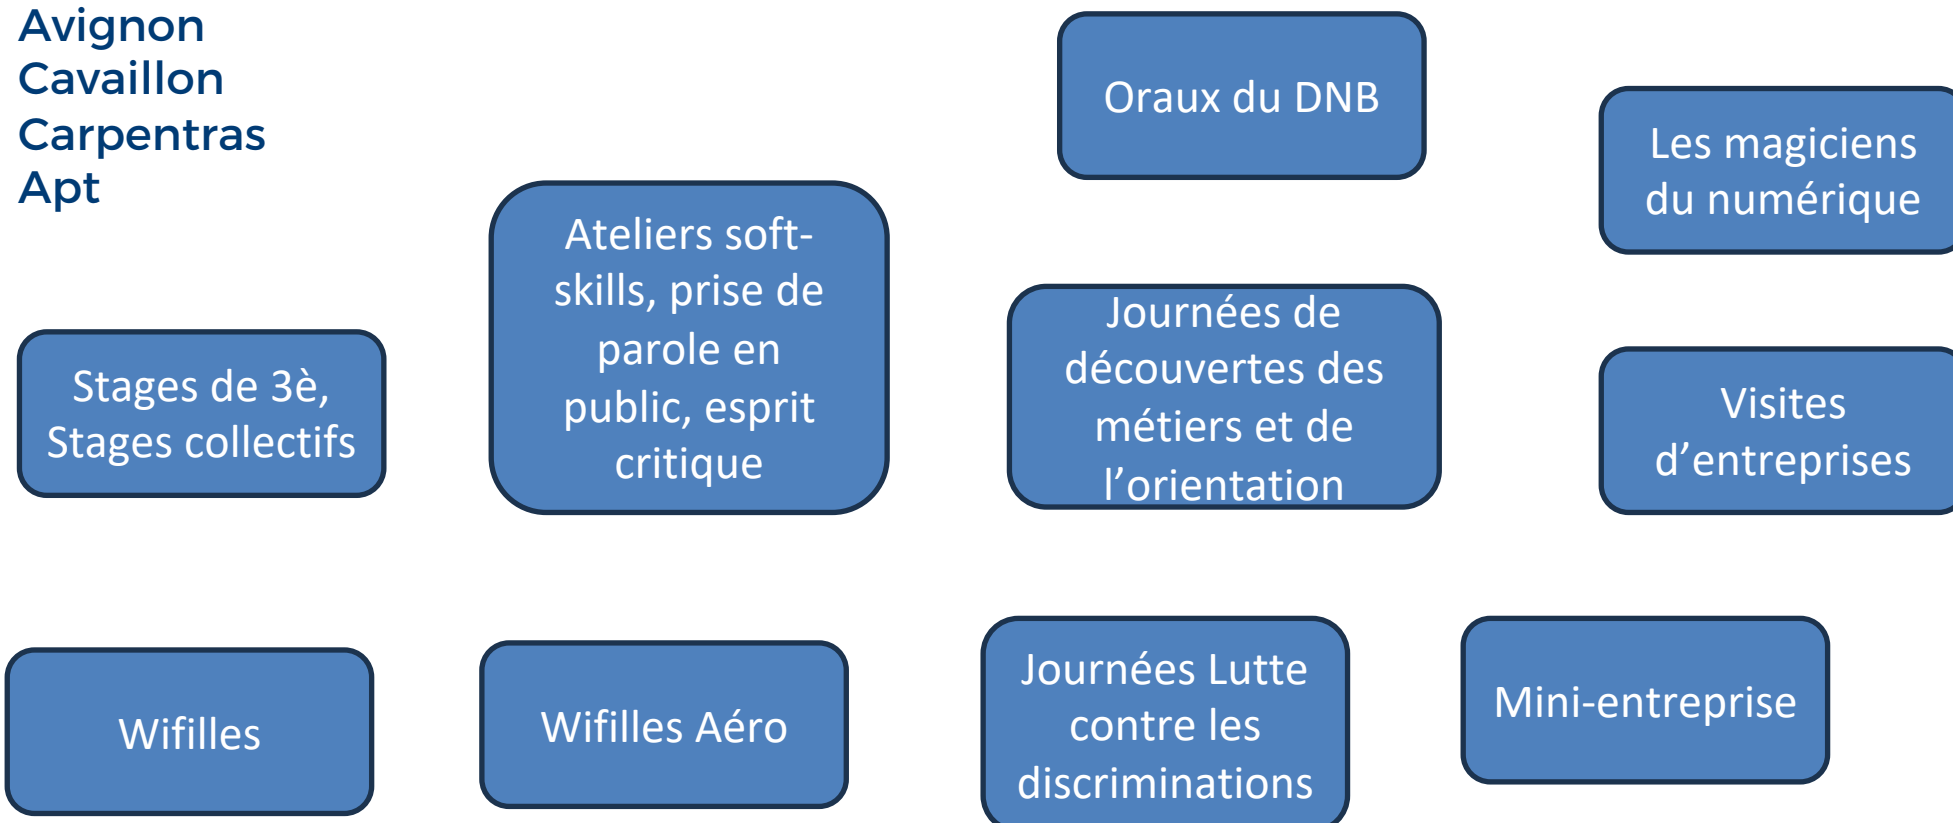 Avignon
Cavaillon
Carpentras
Apt
Oraux du DNB
Les magiciens
du numérique
Ateliers soft-
skills, prise de
parole en
public, esprit
critique
Journées de
découvertes des
métiers et de
l’orientation
Stages de 3è,
Stages collectifs
Visites
d’entreprises
Wifilles
Wifilles Aéro
Journées Lutte
contre les
discriminations
Mini-entreprise